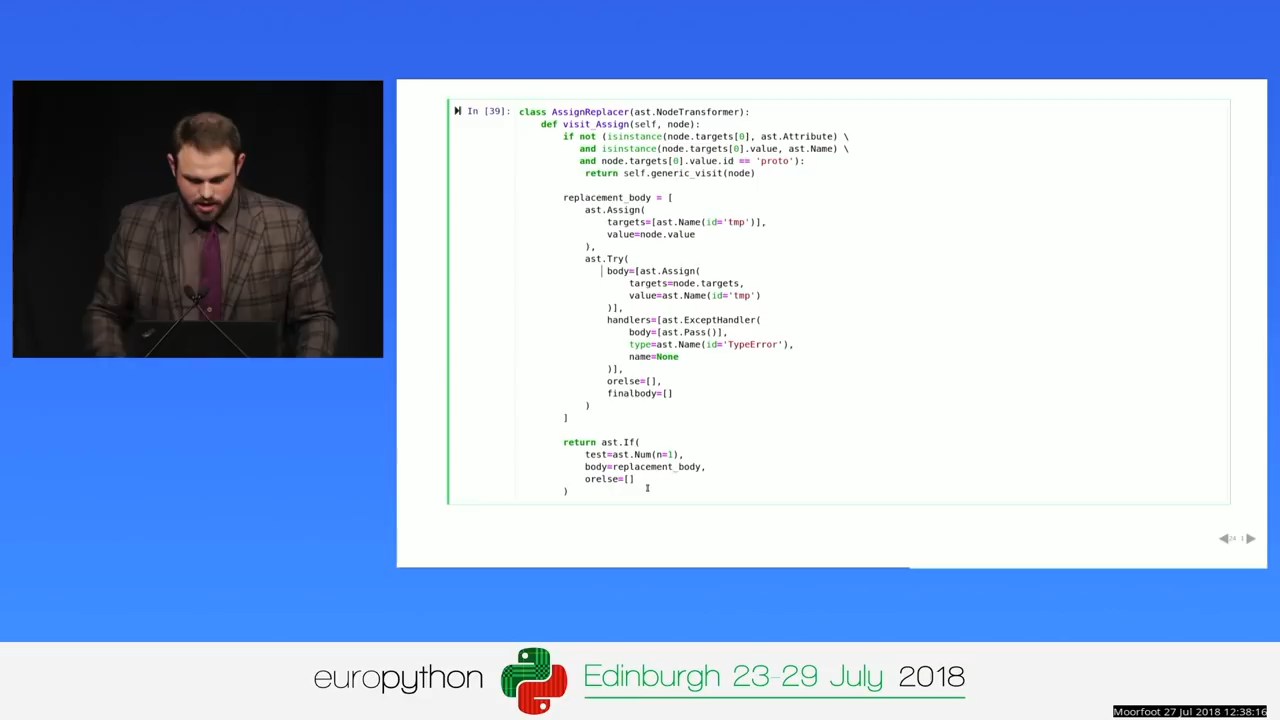 In [39]:
class AssignReplacer(ast.NodeTransformer):
    def visit_Assign(self, node):
        if not (isinstance(node.targets[0], ast.Attribute) \
           and isinstance(node.targets[0].value, ast.Name) \
           and node.targets[0].value.id == 'proto'):
            return self.generic_visit(node)
        replacement_body = [
            ast.Assign(
                targets=[ast.Name(id='tmp')],
                value=node.value
            ),
            ast.Try(
                body=[ast.Assign(
                    targets=node.targets,
                    value=ast.Name(id='tmp')
                )],
                handlers=[ast.ExceptHandler(
                    body=[ast.Pass()],
                    type=ast.Name(id='TypeError'),
                    name=None
                )],
                orelse=[],
                finalbody=[]
            )
        ]
        return ast.If(
            test=ast.Num(n=1),
            body=replacement_body,
            orelse=[]
        )
europython
Edinburgh 23-29 July 2018
Moorfoot 27 Jul 2018 12:38:16